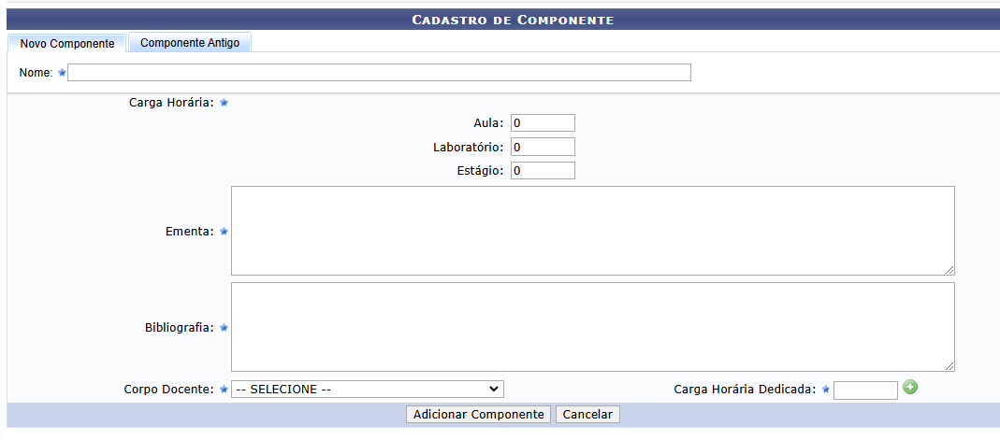 CADASTRO DE COMPONENTE
Novo Componente Componente Antigo
Nome:
Carga Horária:
Aula: 0
Laboratório: 0
Estágio: 0
Ementa:
Bibliografia:
Corpo Docente: -- SELECIONE -- Carga Horária Dedicada:
Adicionar Componente Cancelar